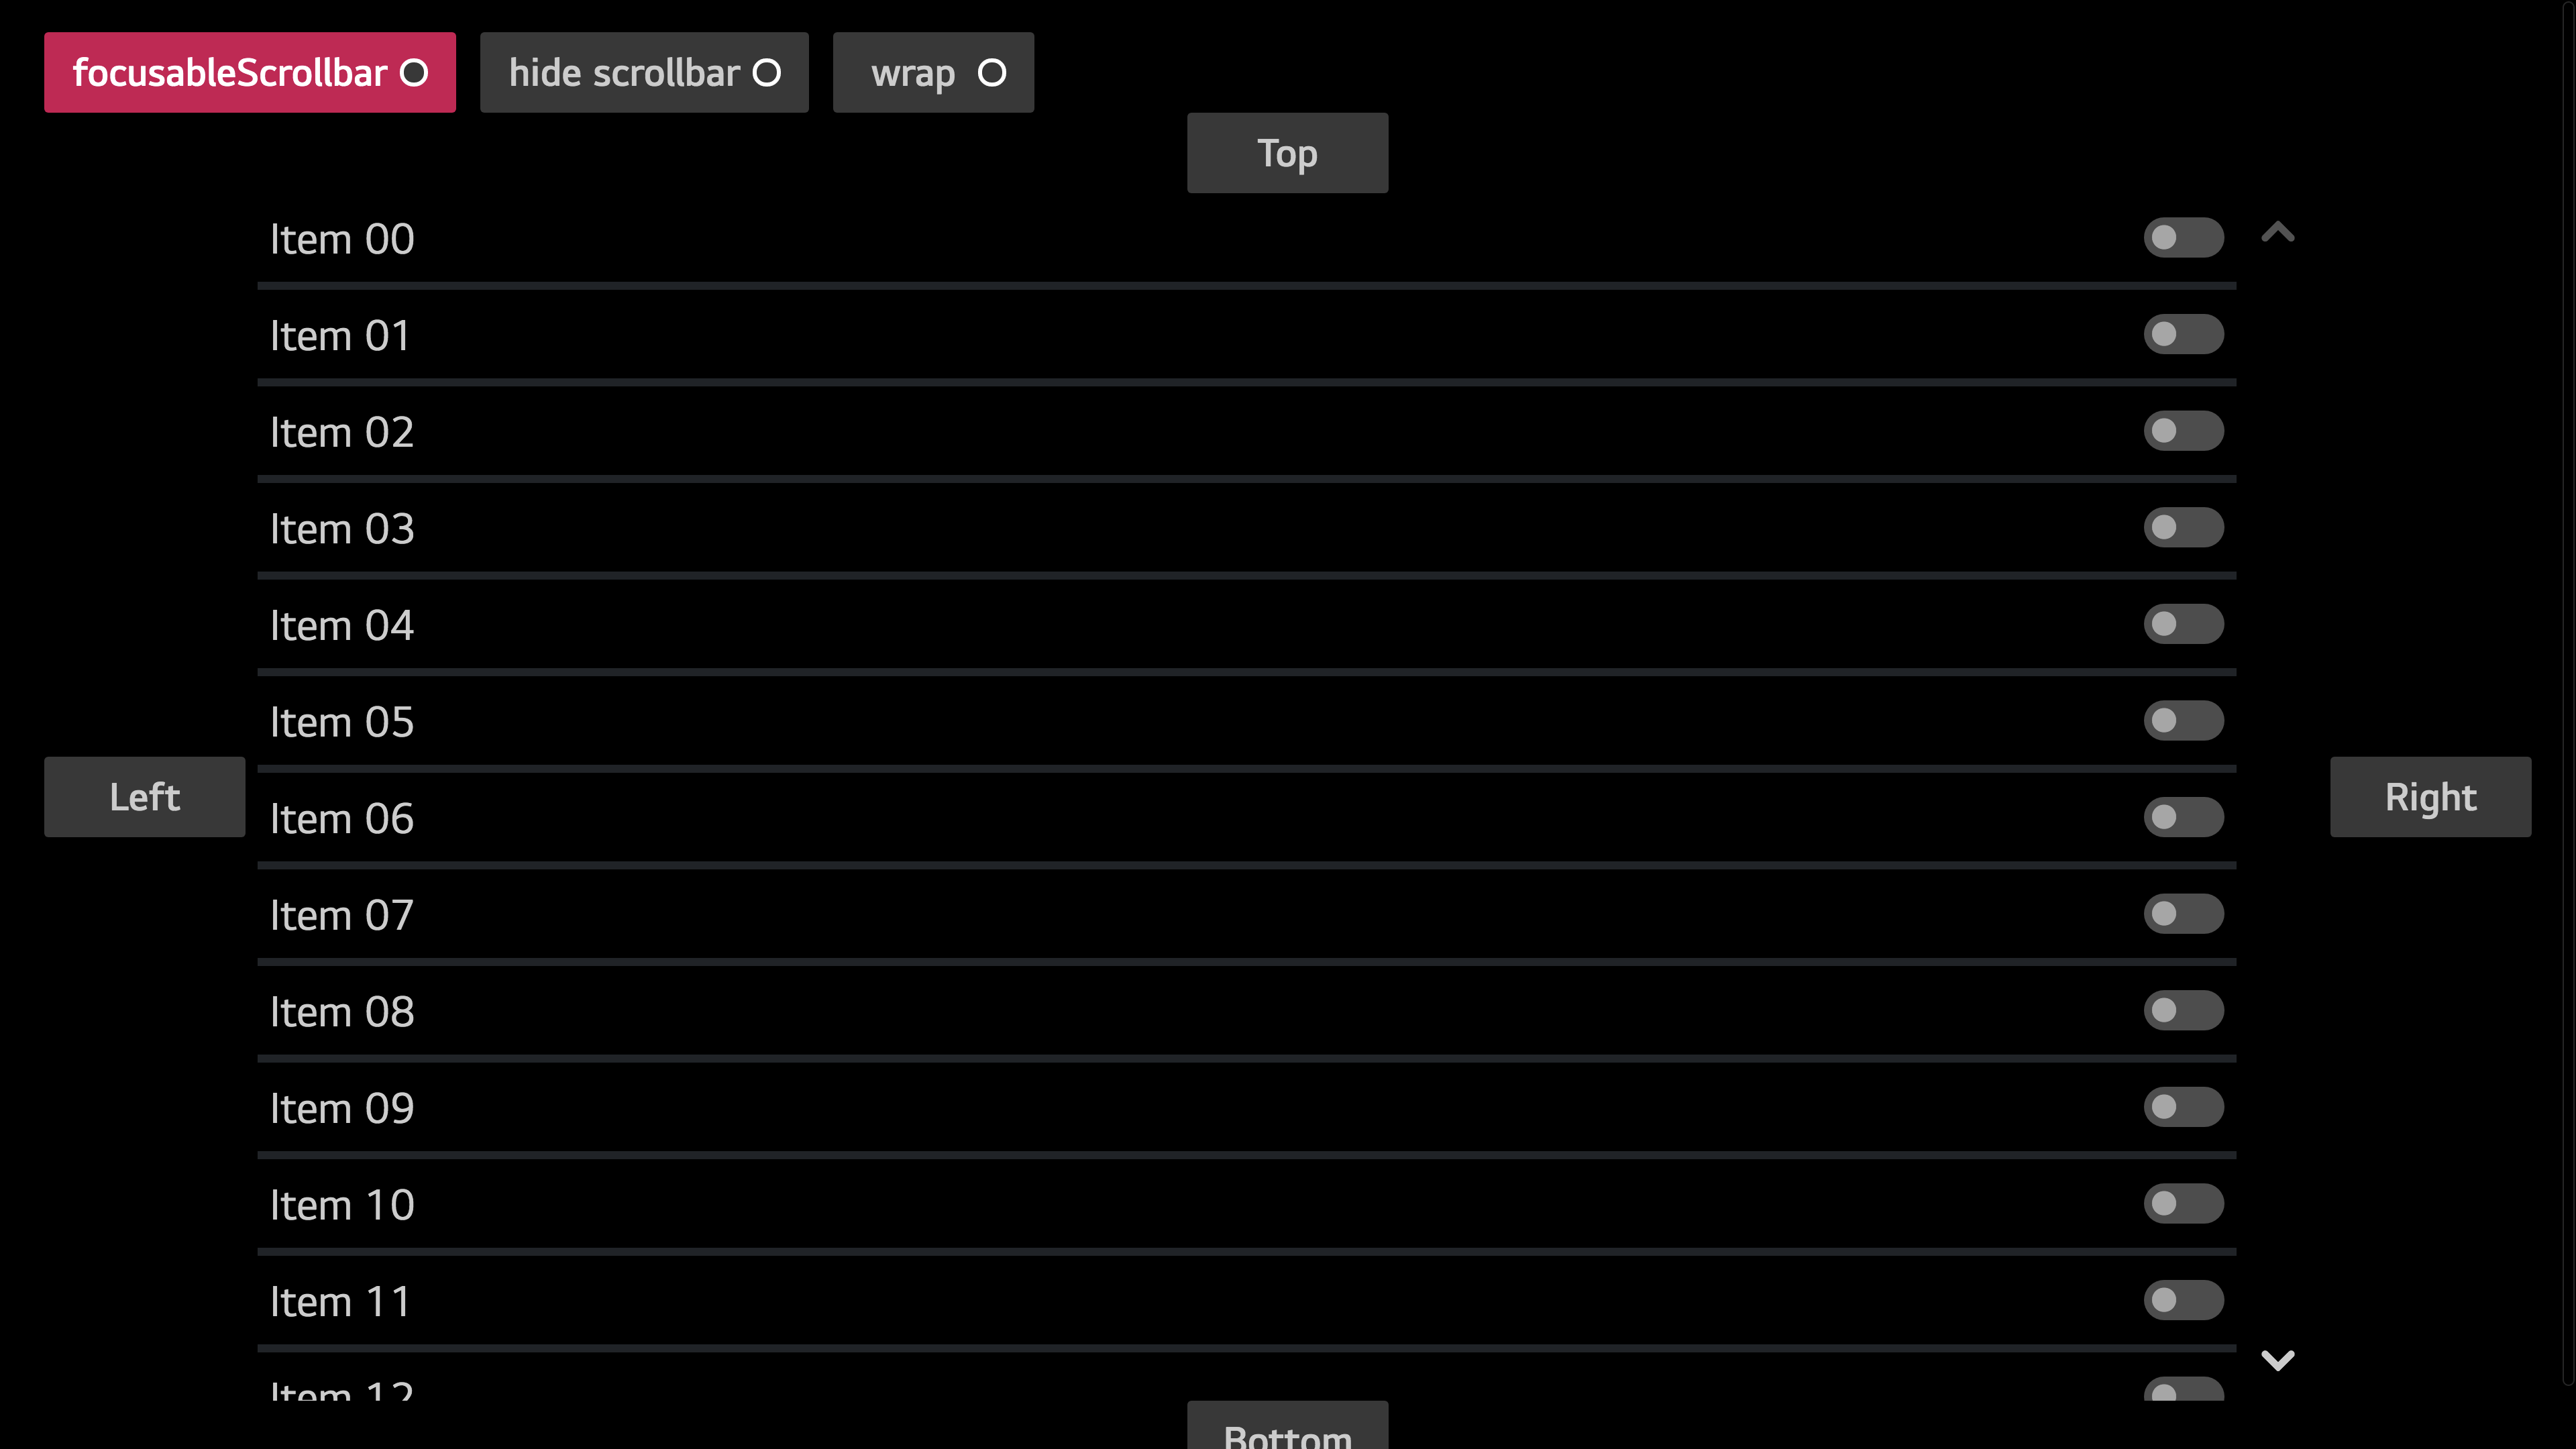 focusableScrollbar hide scrollbar wrap
Top
Item 00
Item 01
Item 02
Item 03
Item 04
Item 05
Item 06
Left
Right
Item 07
Item 08
Item 09
Item 10
Item 11
Item 12
Bottom